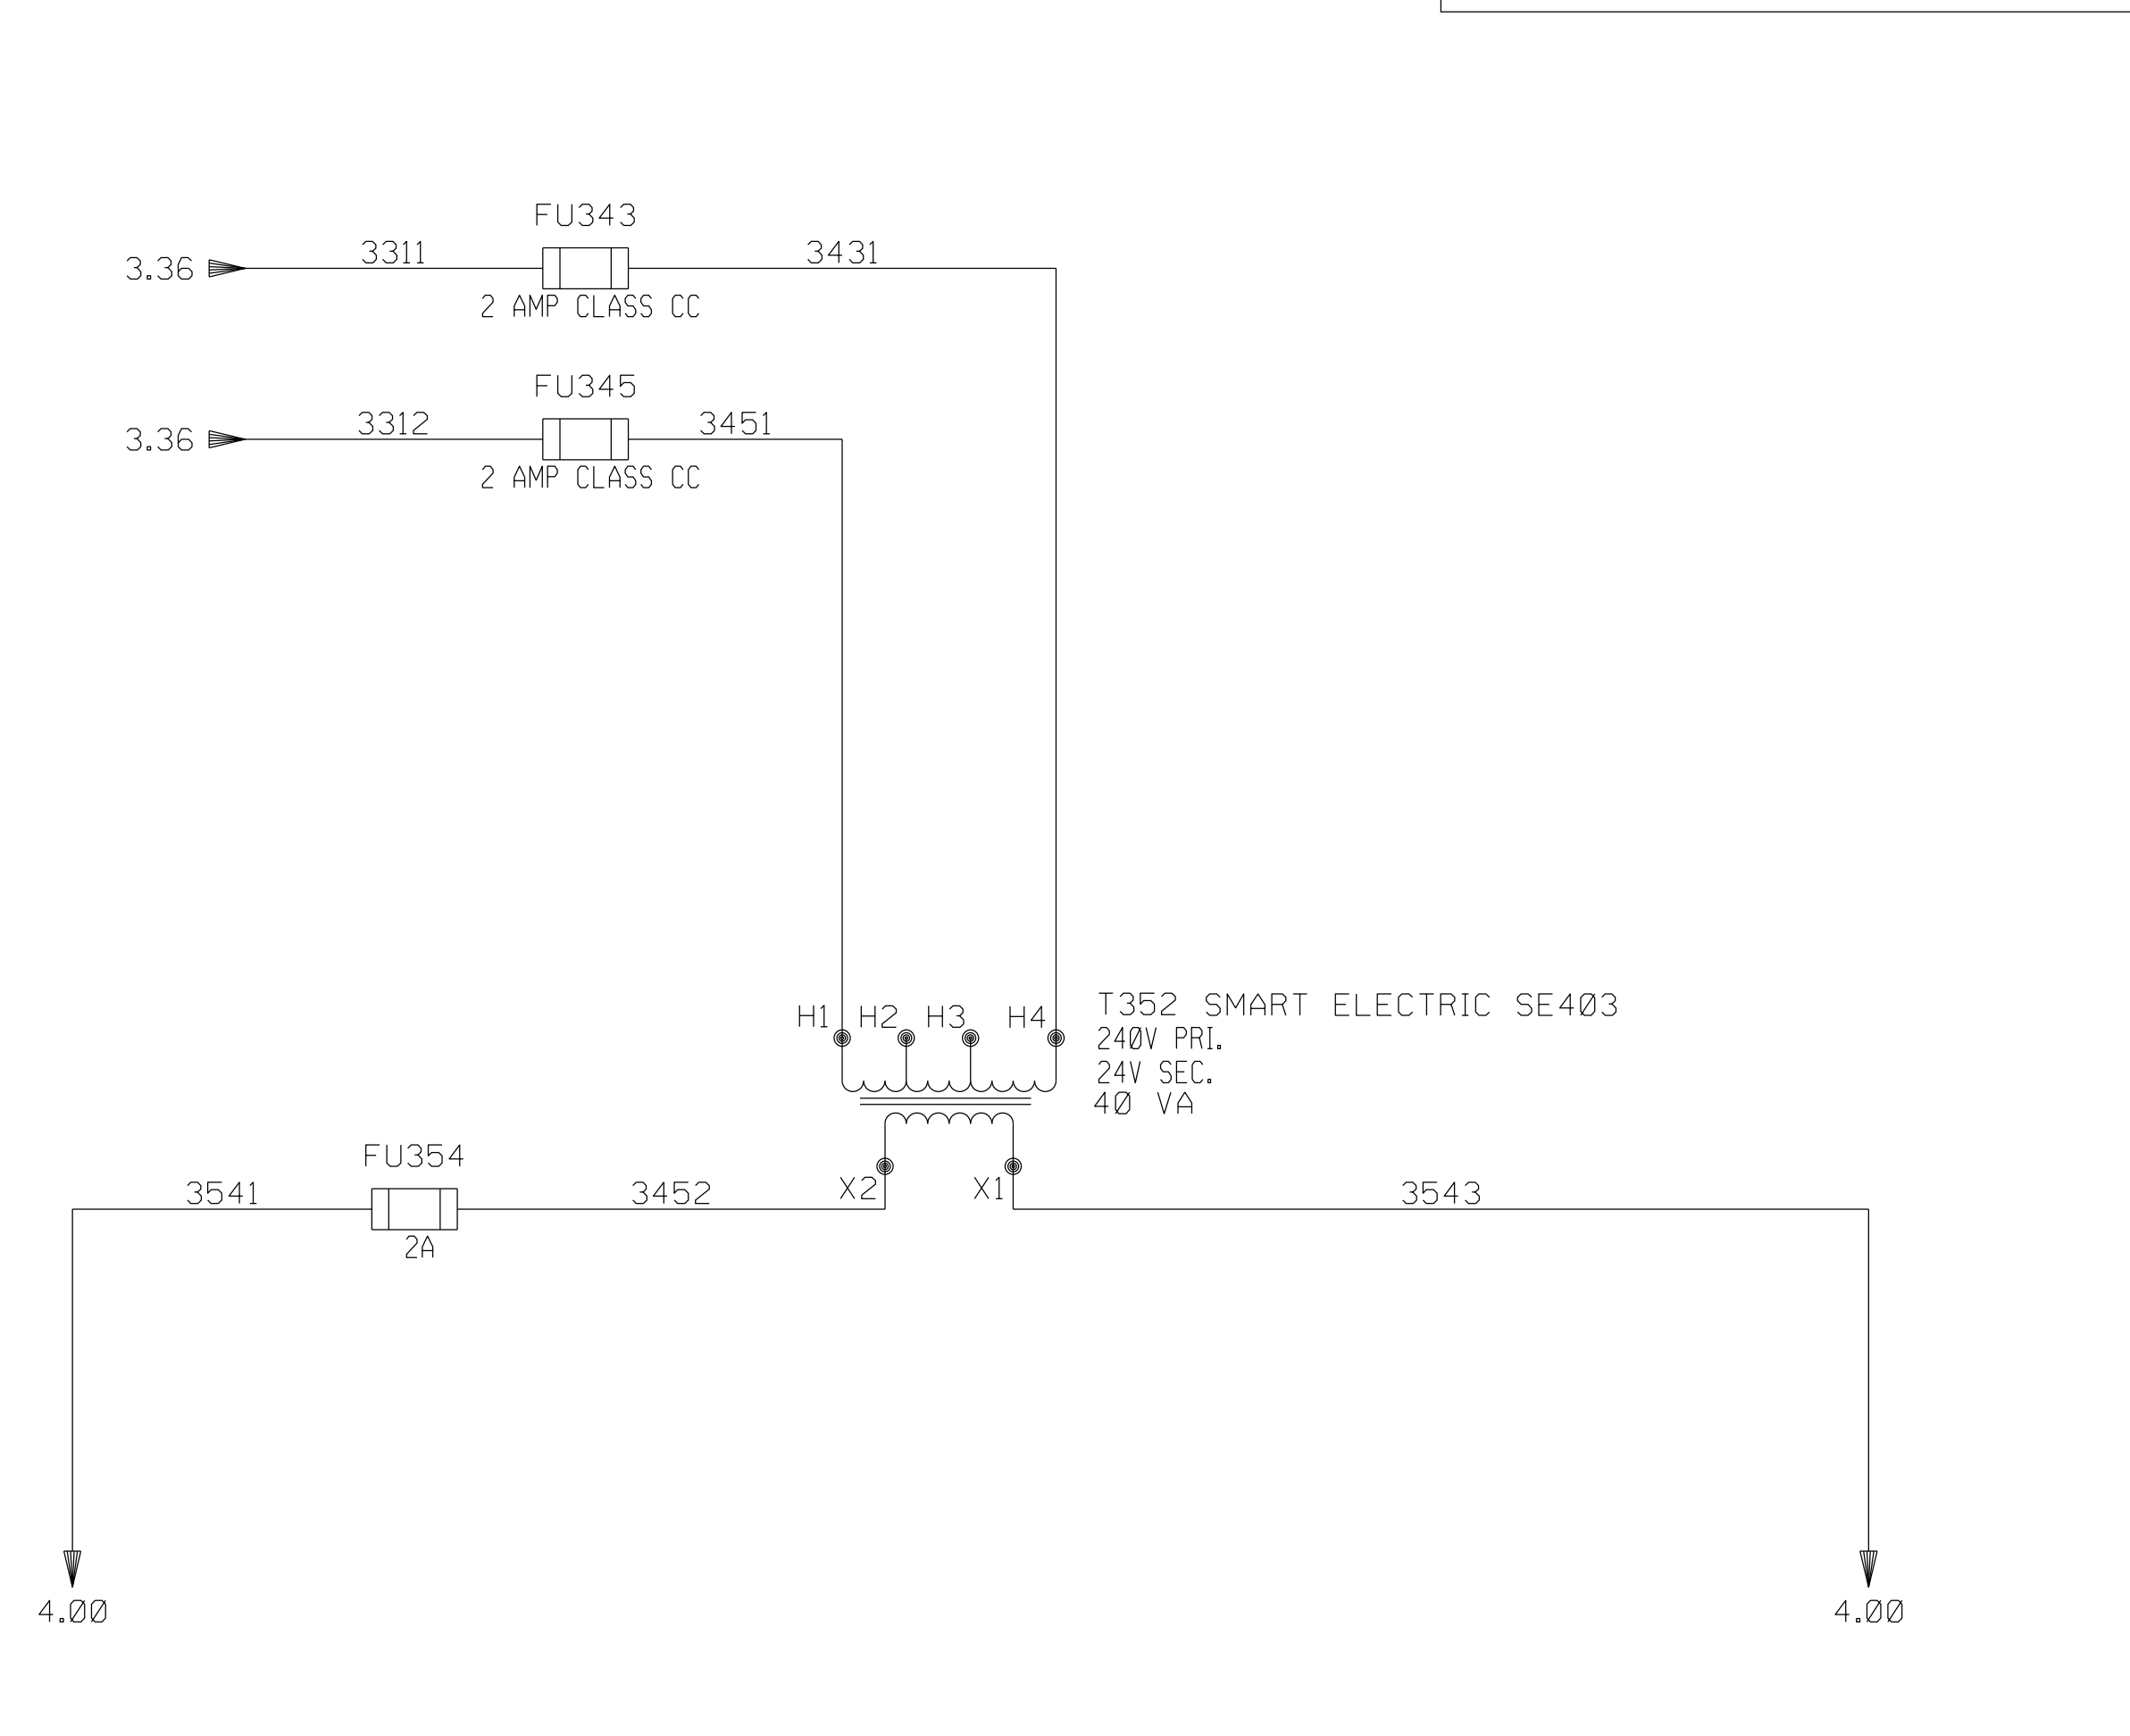 FU343
3.36 3311 3431
2 AMP CLASS CC
FU345
3.36 3312 3451
2 AMP CLASS CC
H1 H2 H3 H4
T352 SMART ELECTRIC SE403
240V PRI.
24V SEC.
40 VA
FU354
3541 3452 X2 X1 3543
2A
4.00 4.00